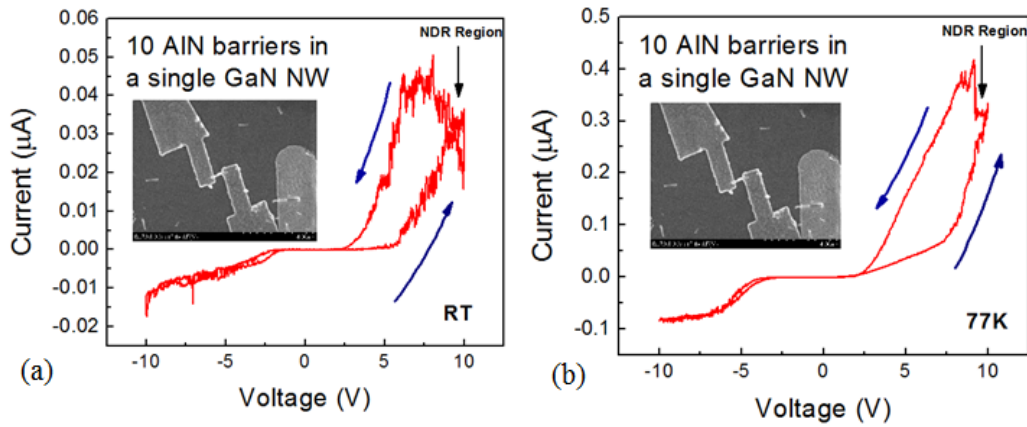 10 AlN barriers in
a single GaN NW
NDR Region
0.06
0.05
0.04
0.03
0.02
0.01
0.00
-0.01
-0.02
Current (µA)
RT
-10
-5
0
5
10
Voltage (V)
(a)
10 AlN barriers in
a single GaN NW
NDR Region
0.5
0.4
0.3
0.2
0.1
0.0
-0.1
Current (µA)
77K
-10
-5
0
5
10
Voltage (V)
(b)